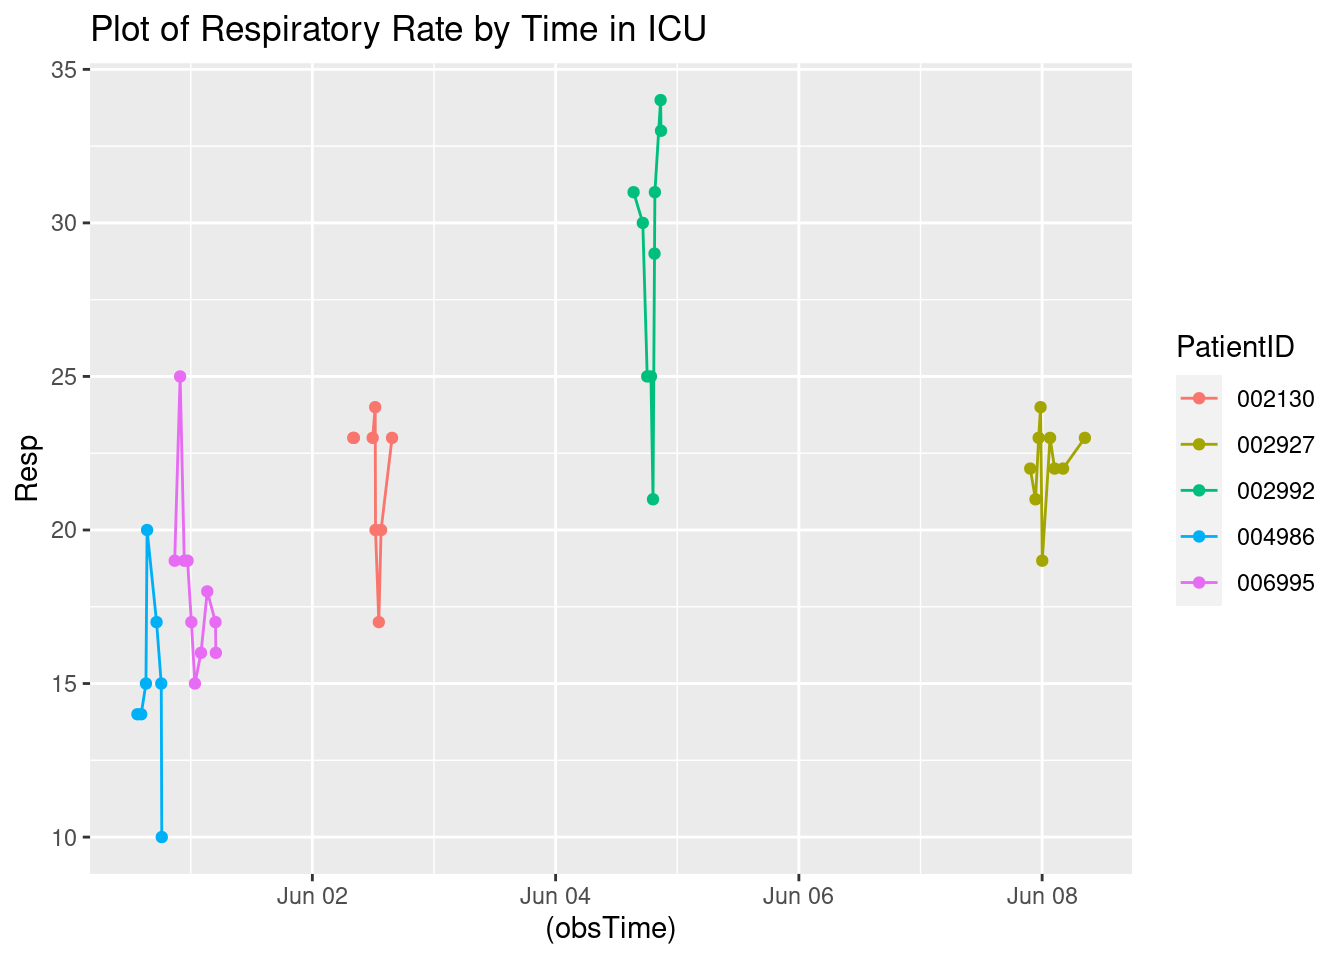 Plot of Respiratory Rate by Time in ICU
35
30
25
20
15
10
Resp
Jun 02
Jun 04
Jun 06
Jun 08
(obsTime)
PatientID
002130
002927
002992
004986
006995